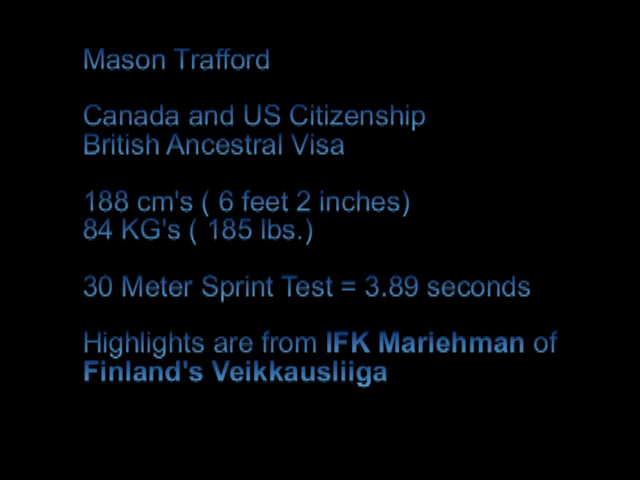 Mason Trafford
Canada and US Citizenship
British Ancestral Visa
188 cm's ( 6 feet 2 inches)
84 KG's ( 185 lbs.)
30 Meter Sprint Test = 3.89 seconds
Highlights are from IFK Mariehman of
Finland's Veikkausliiga